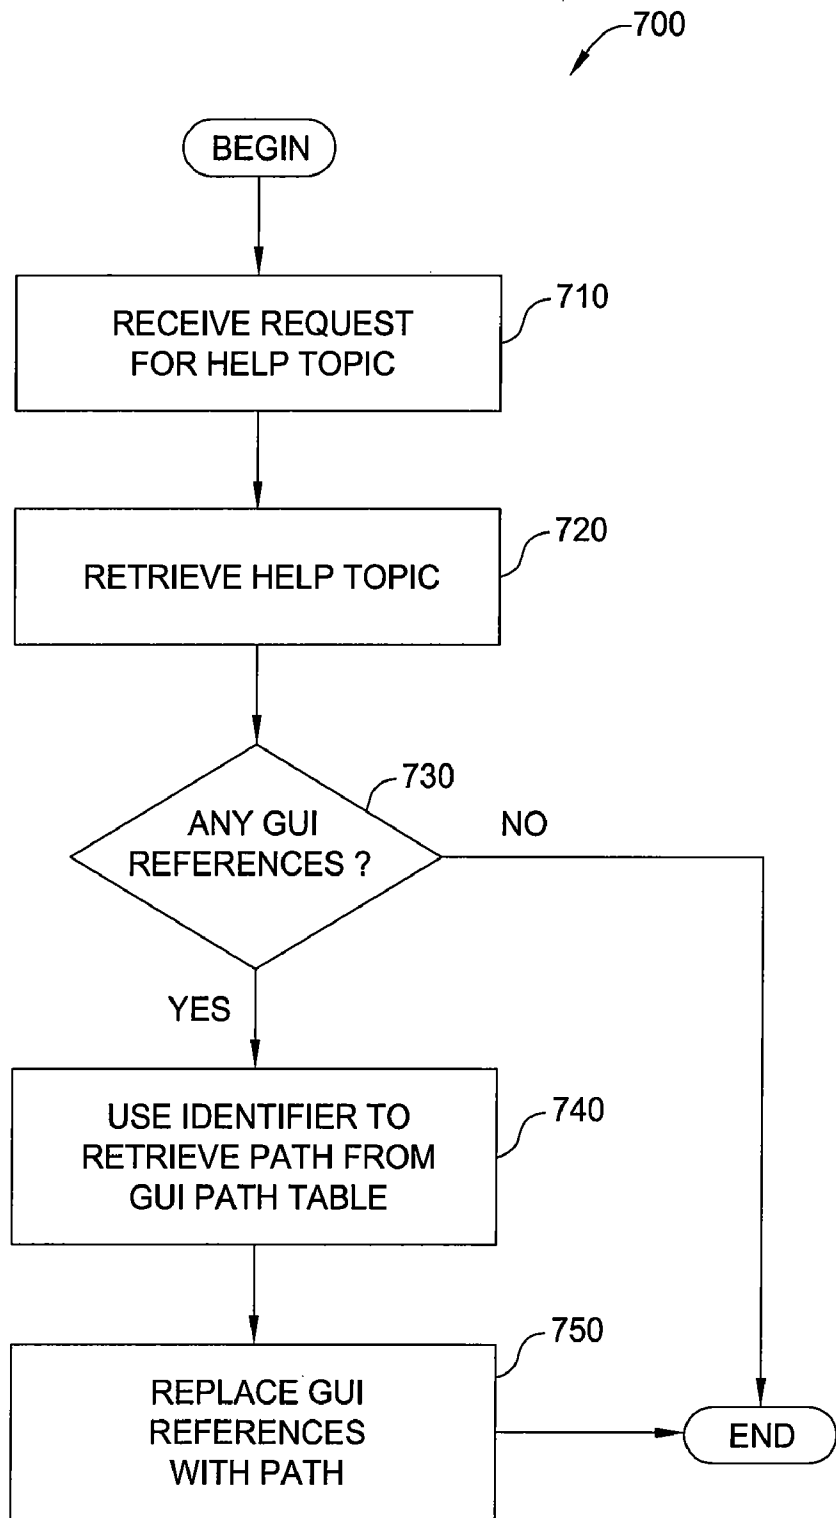 700
BEGIN
710
RECEIVE REQUEST
FOR HELP TOPIC
720
RETRIEVE HELP TOPIC
730
ANY GUI
REFERENCES ?
NO
YES
740
USE IDENTIFIER TO
RETRIEVE PATH FROM
GUI PATH TABLE
750
REPLACE GUI
REFERENCES
WITH PATH
END